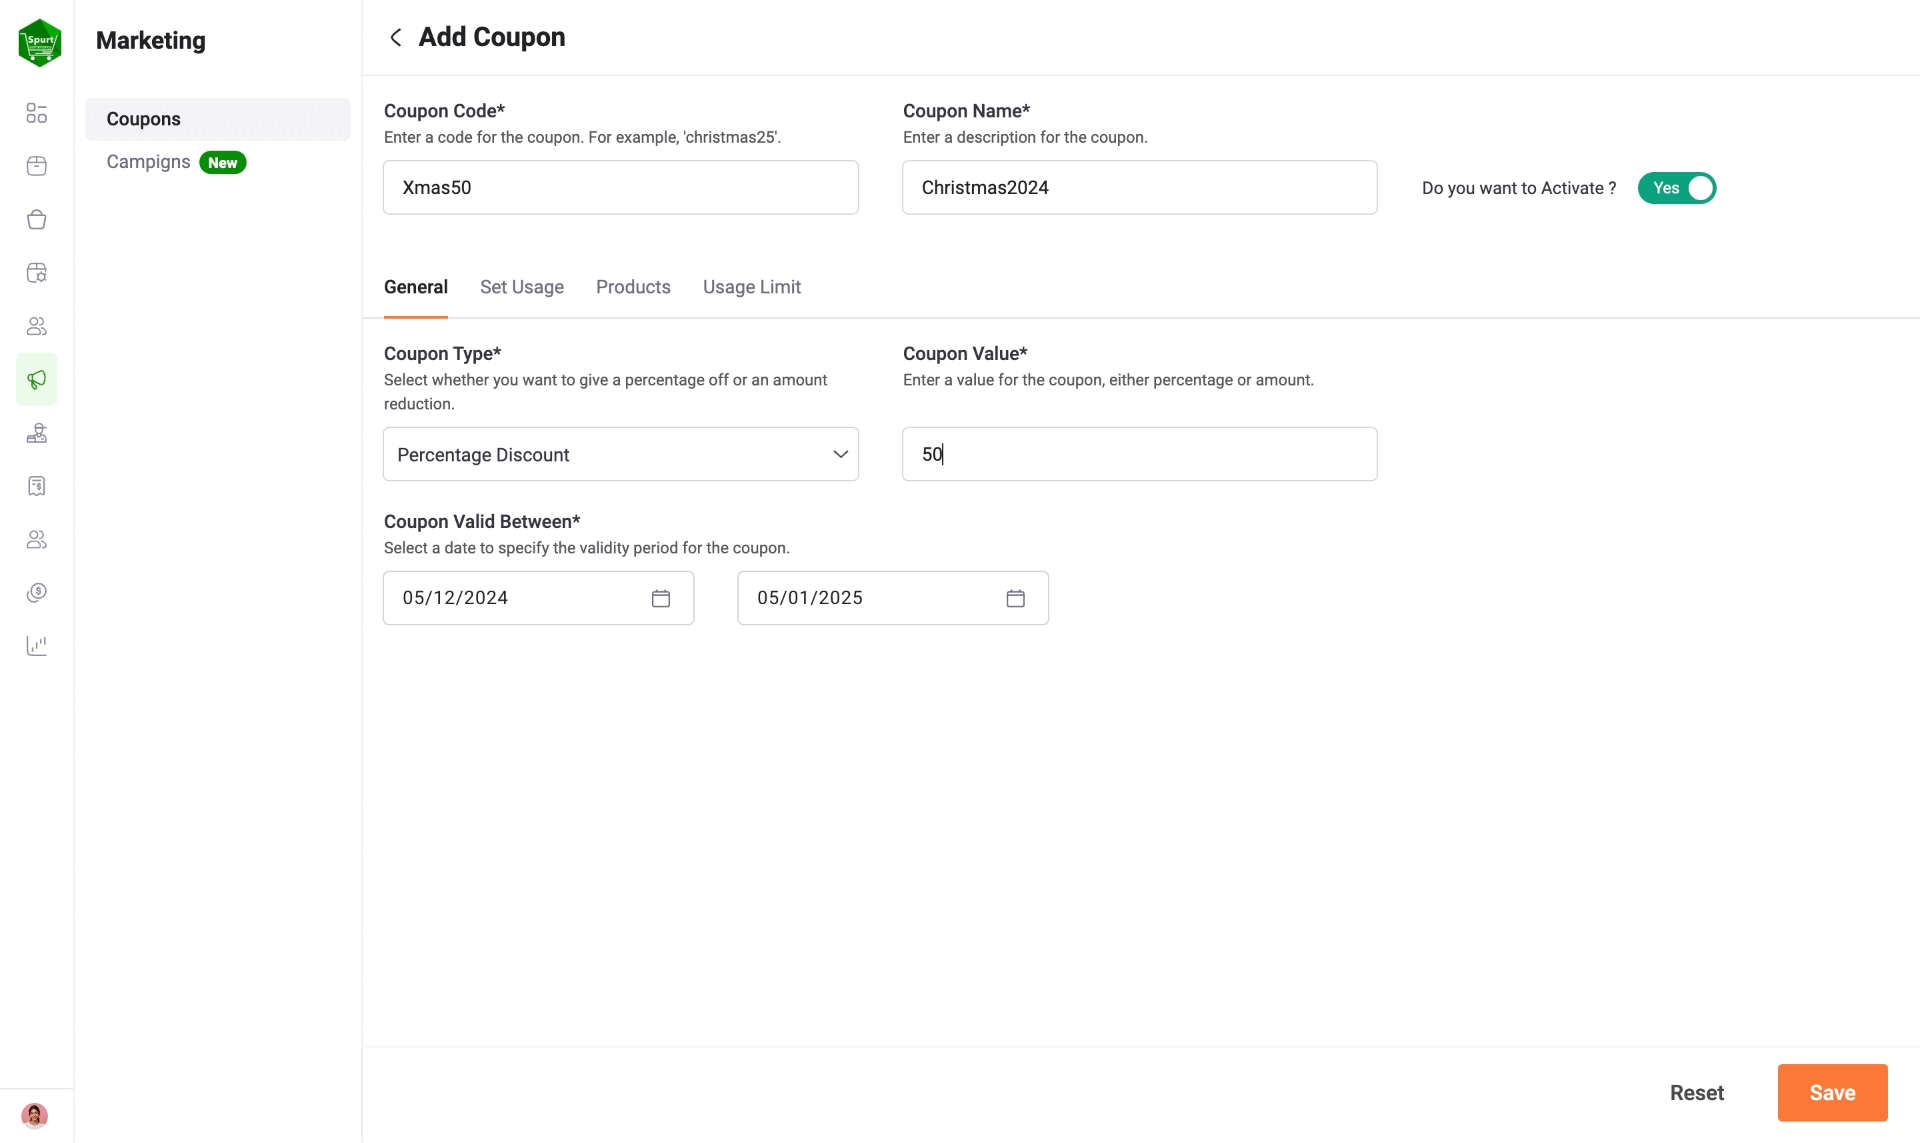 Spurt
Marketing
Add Coupon
Coupons
Campigns New
Coupon Code*
Enter a code for the coupon. For example, 'christmas25'.
Xmas50
Coupon Name*
Enter a description for the coupon.
Christmas2024
Do you want to Activate ? Yes
General Set Usage Products Usage Limit
Coupon Type*
Select whether you want to give a percentage off or an amount
reduction.
Percentage Discount
Coupon Value*
Enter a value for the coupon, either percentage or amount.
50
Coupon Valid Between*
Select a date to specify the validity period for the coupon.
05/12/2024 05/01/2025
Reset Save